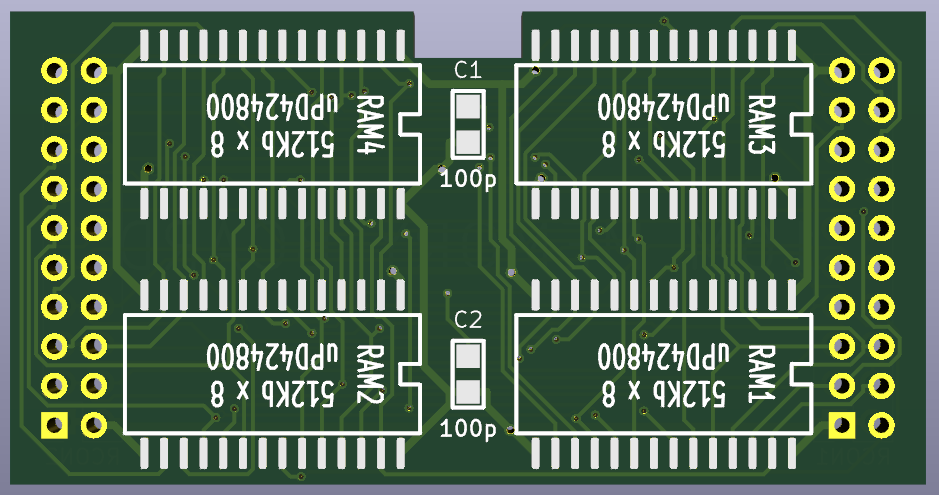 C1
100p
RAM4
uPD424800
512Kb x 8
RAM3
uPD424800
512Kb x 8
C2
100p
RAM2
uPD424800
512Kb x 8
RAM1
uPD424800
512Kb x 8